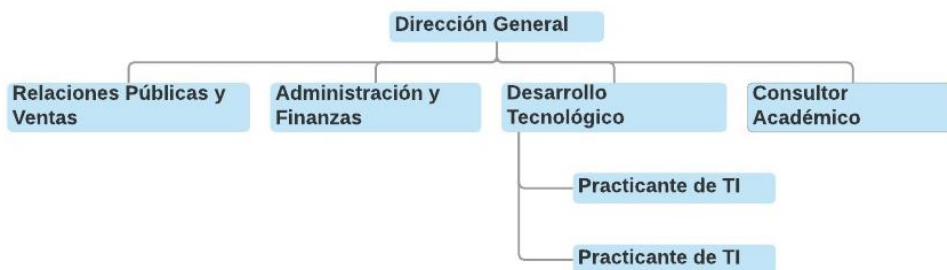 Dirección General
Relaciones Públicas y
Ventas
Administración y
Finanzas
Desarrollo
Tecnológico
Consultor
Académico
Practicante de TI
Practicante de TI